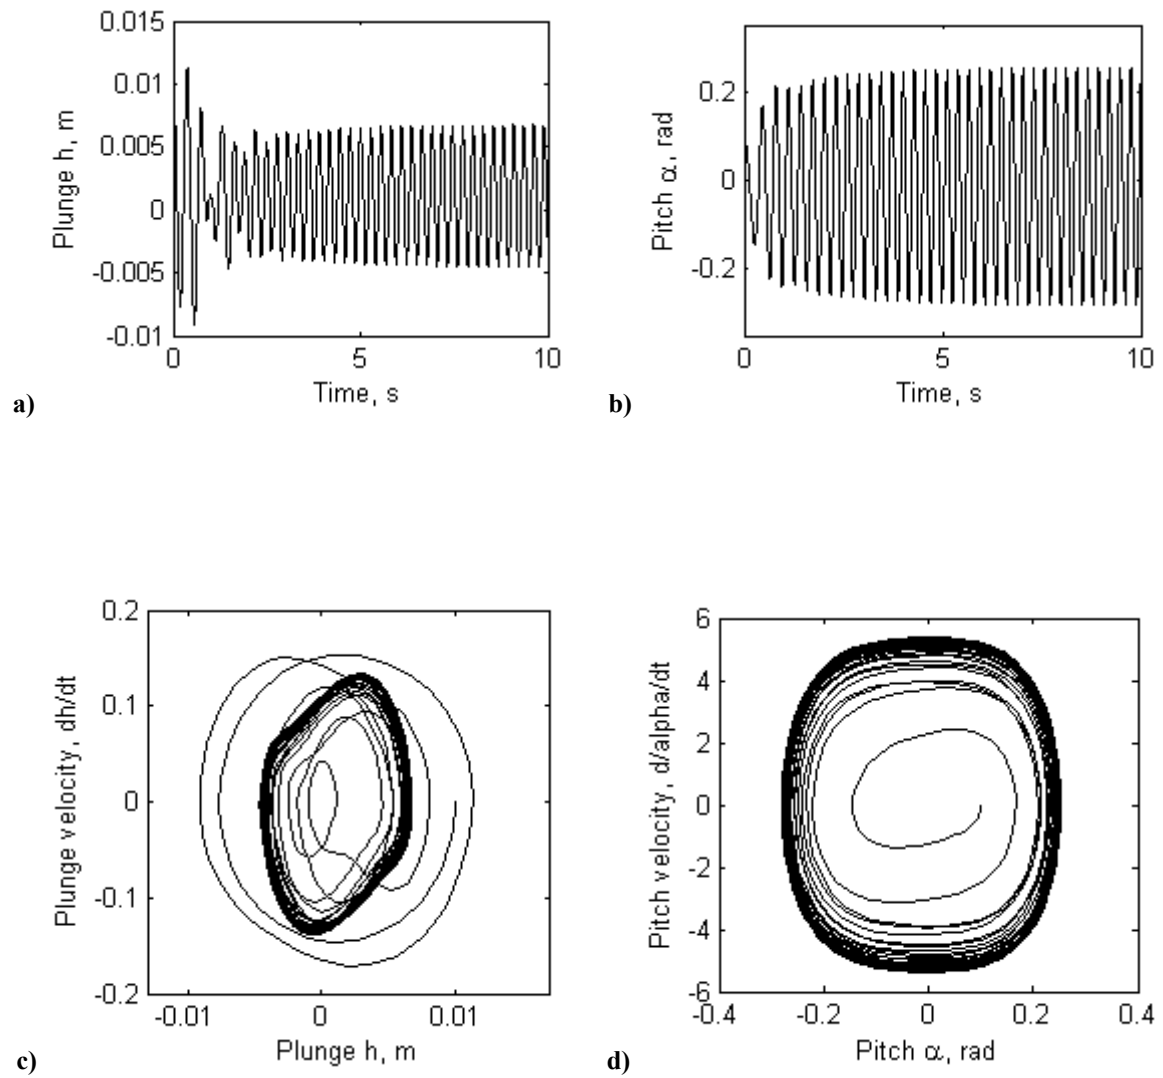 0.015
0.01
0.005
0
-0.005
-0.01
Plunge h, m
0 5 10
Time, s
a)
0.2
0
-0.2
Pitch α, rad
0 5 10
Time, s
b)
0.2
0.1
0
-0.1
-0.2
Plunge velocity, dh/dt
-0.01 0 0.01
Plunge h, m
c)
6
4
2
0
-2
-4
-6
Pitch velocity, d/alpha/dt
-0.4 -0.2 0 0.2 0.4
Pitch α, rad
d)